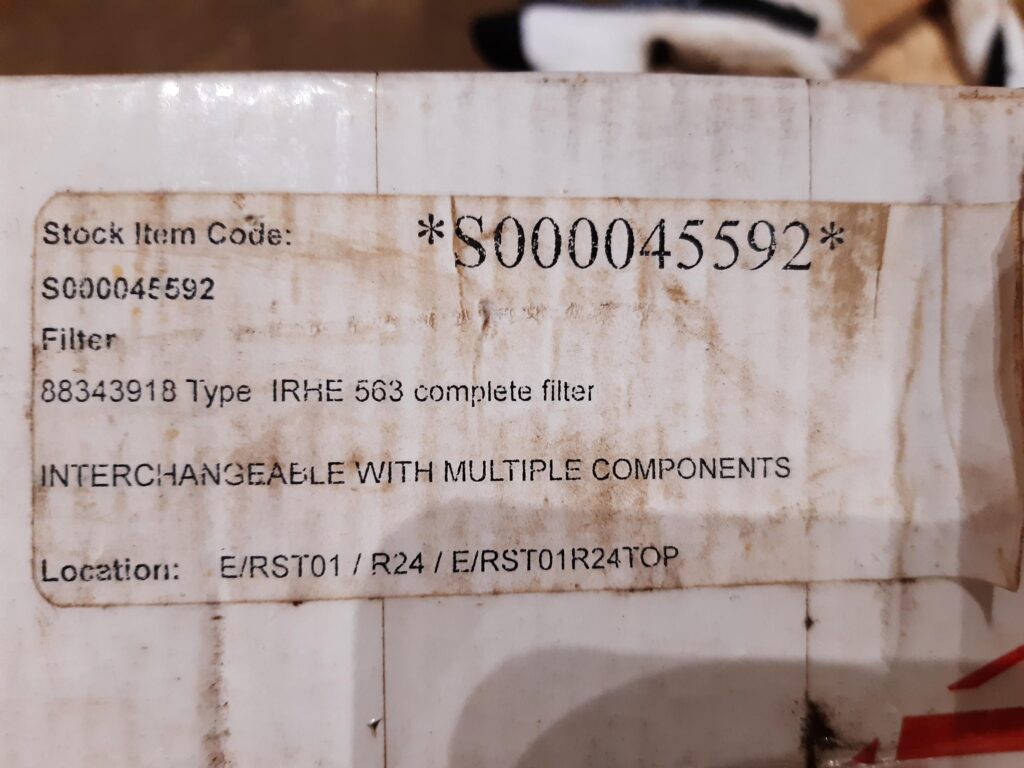 Stock Item Code: *S000045592*
S000045592
Filter
88343918 Type IRHE 563 complete filter
INTERCHANGEABLE WITH MULTIPLE COMPONENTS
Location: E/RST01 / R24 / E/RST01R24TOP